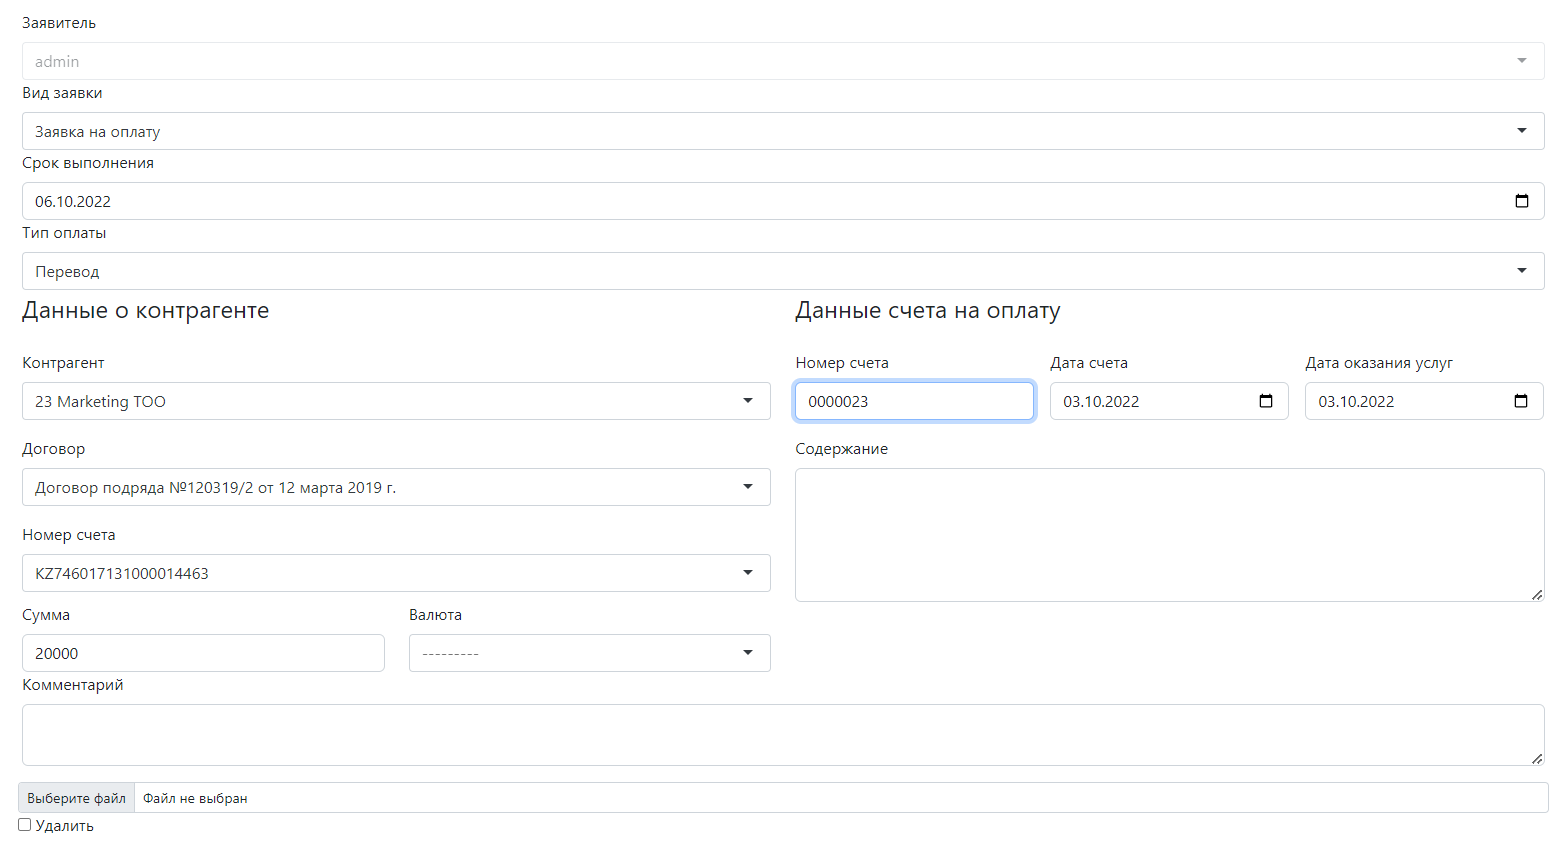 Заявитель
admin
Вид заявки
Заявка на оплату
Срок выполнения
06.10.2022
Тип оплаты
Перевод
Данные о контрагенте
Контрагент
23 Marketing ТОО
Договор
Договор подряда №120319/2 от 12 марта 2019 г.
Номер счета
KZ746017131000014463
Сумма
20000
Валюта
---------
Данные счета на оплату
Номер счета
0000023
Дата счета
03.10.2022
Дата оказания услуг
03.10.2022
Содержание
Комментарий
Выберите файл Файл не выбран
Удалить